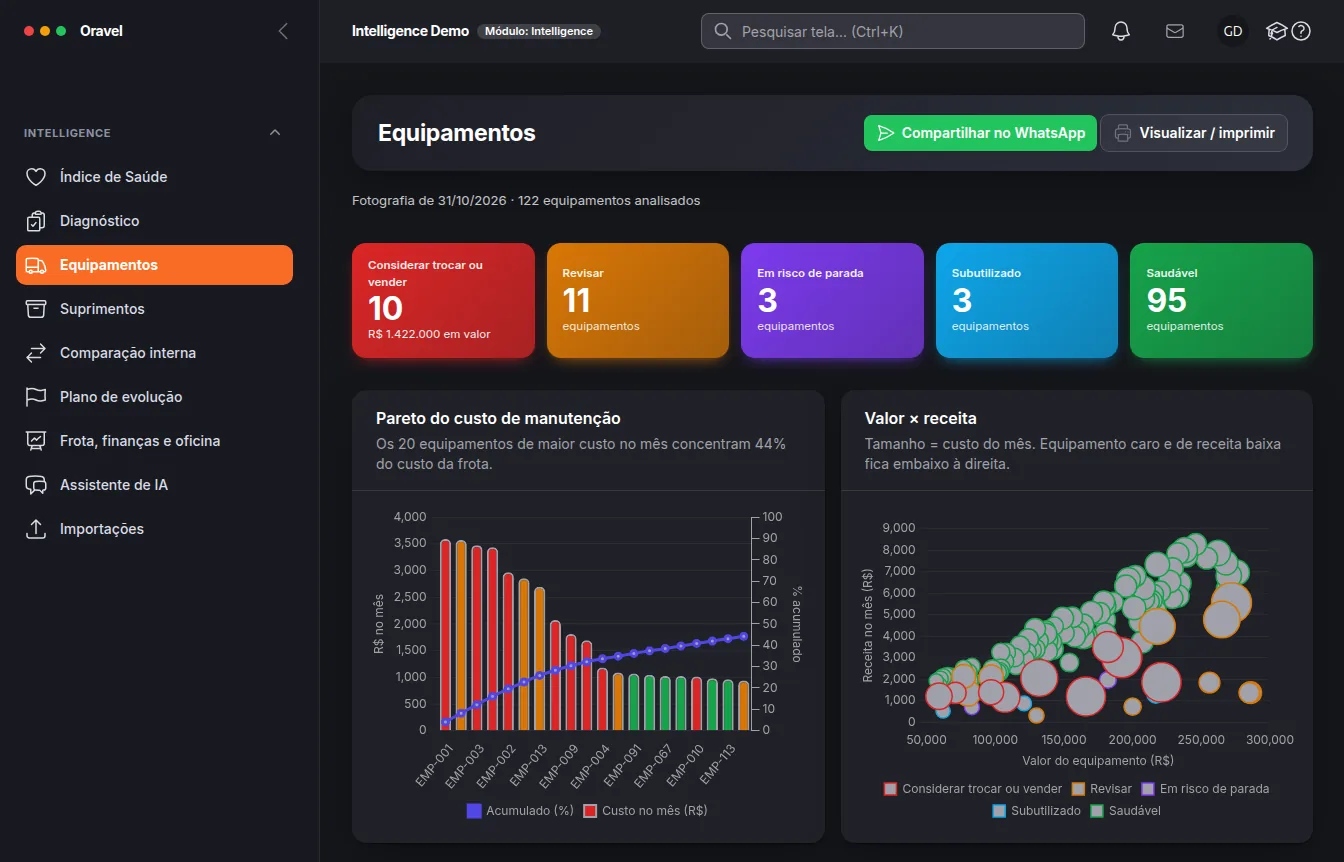 Oravel
Intelligence Demo
Módulo: Intelligence
Pesquisar tela... (Ctrl+K)
GD
INTELLIGENCE
Índice de Saúde
Diagnóstico
Equipamentos
Suprimentos
Comparação interna
Plano de evolução
Frota, finanças e oficina
Assistente de IA
Importações
Equipamentos
Compartilhar no WhatsApp
Visualizar / imprimir
Fotografia de 31/10/2026 · 122 equipamentos analisados
Considerar trocar ou
vender
10
R$ 1.422.000 em valor
Revisar
11
equipamentos
Em risco de parada
3
equipamentos
Subutilizado
3
equipamentos
Saudável
95
equipamentos
Pareto do custo de manutenção
Os 20 equipamentos de maior custo no mês concentram 44%
do custo da frota.
4,000
3,500
3,000
2,500
2,000
1,500
1,000
500
0
R$ no mês
100
90
80
70
60
50
40
30
20
10
0
% acumulado
EMP-001
EMP-003
EMP-002
EMP-013
EMP-009
EMP-004
EMP-091
EMP-067
EMP-010
EMP-113
Acumulado (%)
Custo no mês (R$)
Valor × receita
Tamanho = custo do mês. Equipamento caro e de receita baixa
fica embaixo à direita.
9,000
8,000
7,000
6,000
5,000
4,000
3,000
2,000
1,000
0
Receita no mês (R$)
50,000
100,000
150,000
200,000
250,000
300,000
Valor do equipamento (R$)
Considerar trocar ou vender
Revisar
Em risco de parada
Subutilizado
Saudável